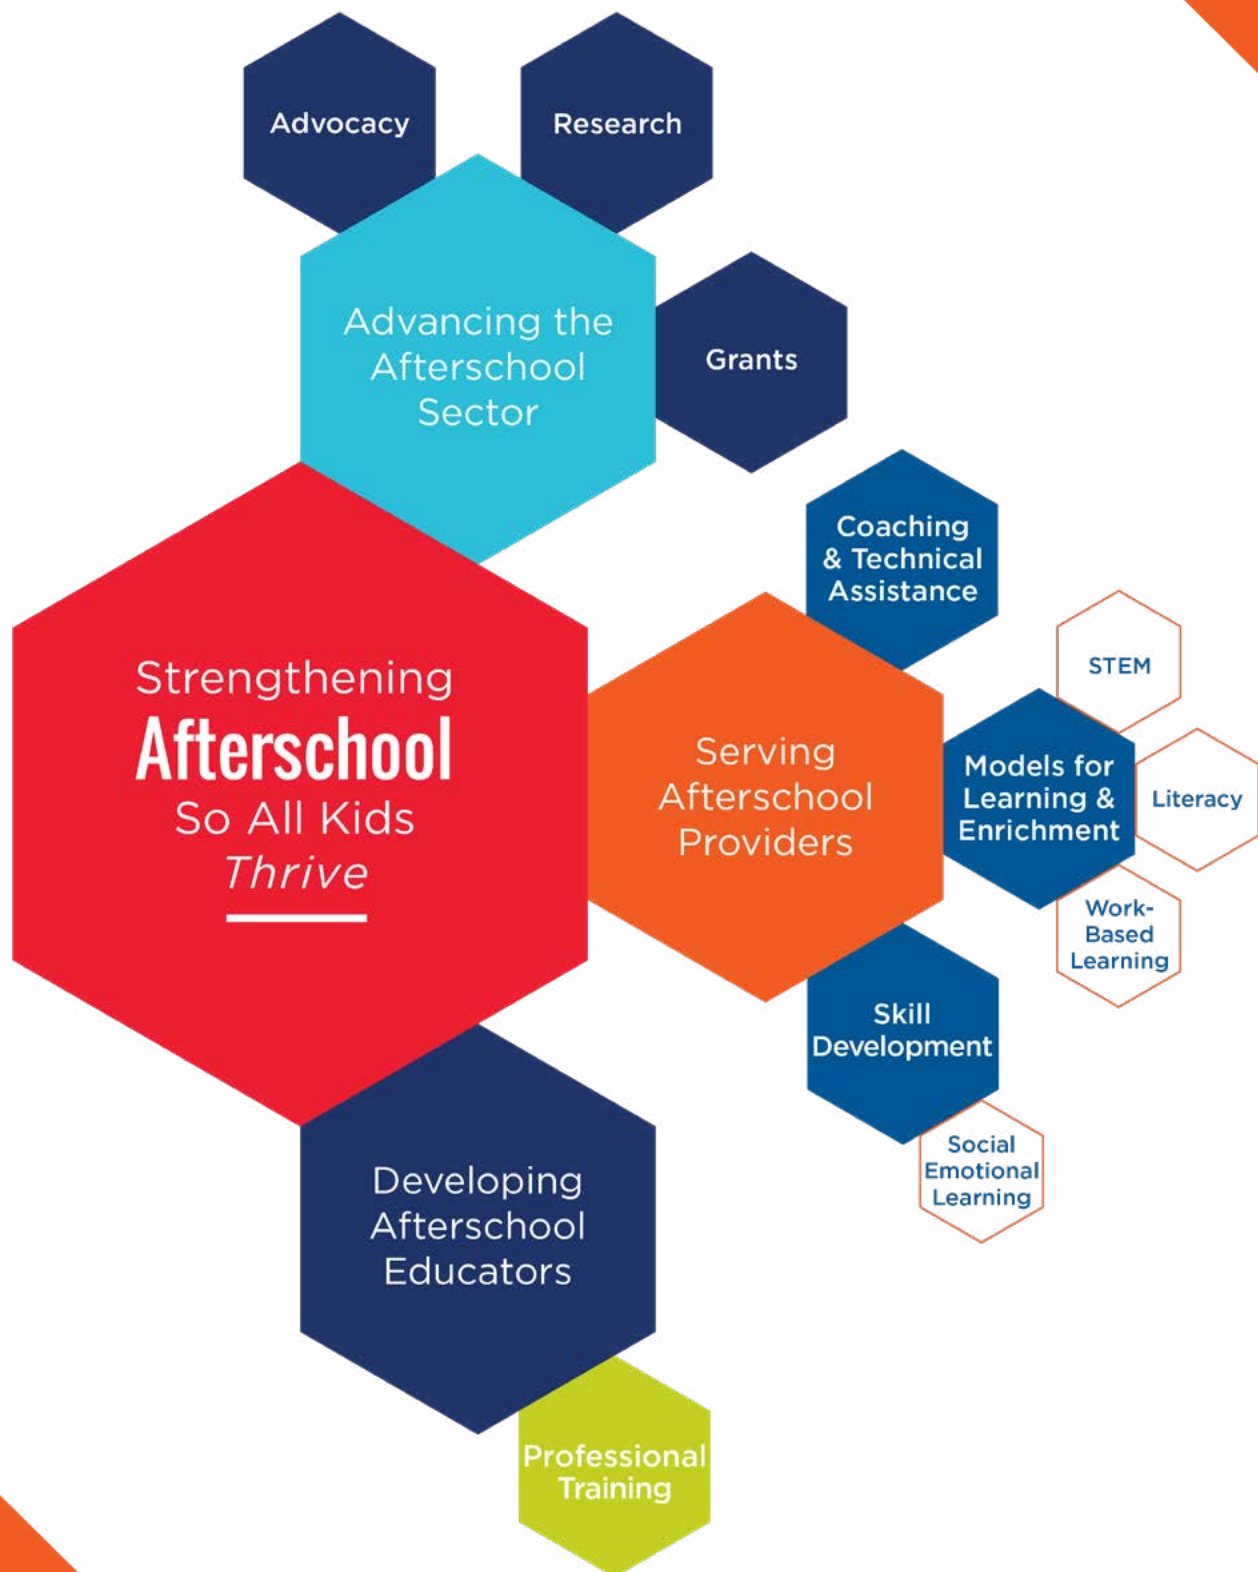 Advocacy
Research
Advancing the
Afterschool
Sector
Grants
Strengthening
Afterschool
So All Kids
Thrive
Serving
Afterschool
Providers
Coaching
& Technical
Assistance
Models for
Learning &
Enrichment
STEM
Literacy
Work-
Based
Learning
Skill
Development
Social
Emotional
Learning
Developing
Afterschool
Educators
Professional
Training